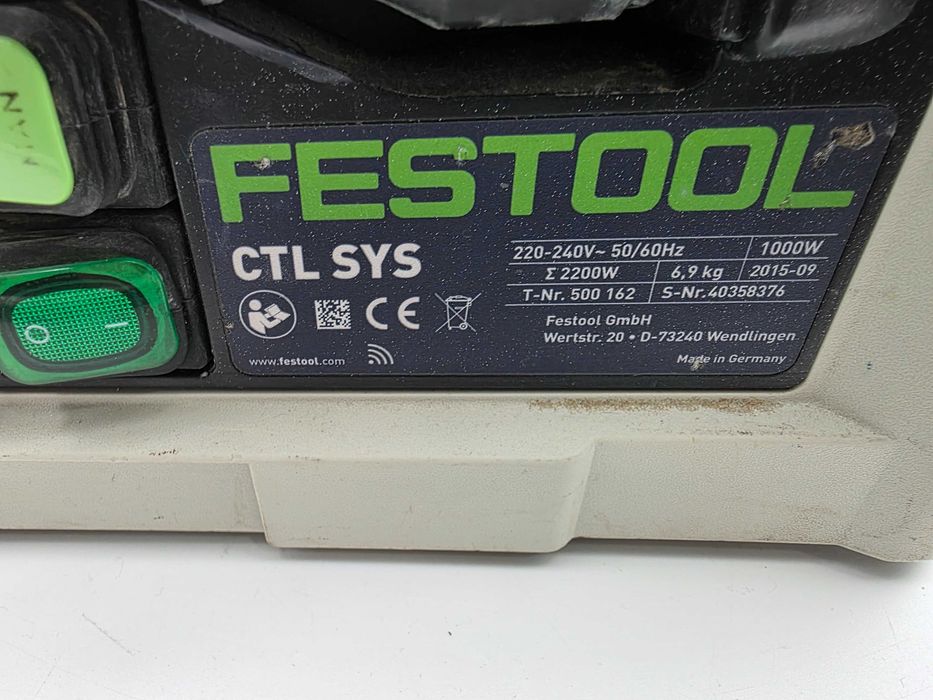 FESTOOL
CTL SYS
220-240V~ 50/60Hz 1000W
Σ 2200W 6,9 kg 2015-09
T-Nr. 500 162 S-Nr.40358376
CE
Festool GmbH
Wertstr. 20 • D-73240 Wendlingen
www.festool.com
Made in Germany